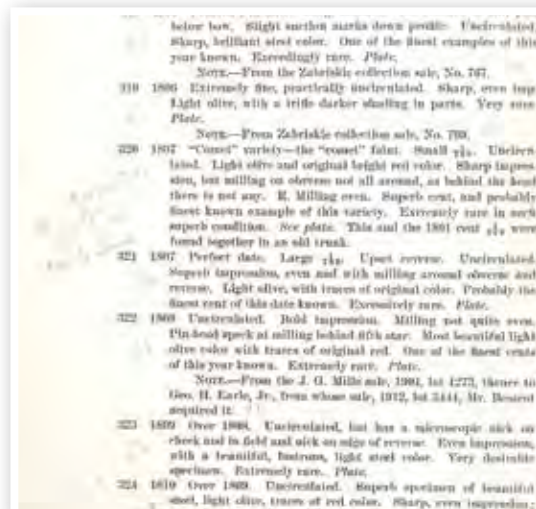 below bow. Slight suction marks down profile. Uncirculated.
Sharp, brilliant steel color. One of the finest examples of this
year known. Exceedingly rare. Plate.
NOTE.—From the Zabriskie collection sale, No. 767.
319 1806 Extremely fine, practically uncirculated. Sharp, even imp
Light olive, with a trifle darker shading in parts. Very rare
Plate.
NOTE.—From Zabriskie collection sale, No. 769.
320 1807 "Comet" variety—the "comet" faint. Small 1/100. Uncircu-
lated. Light olive and original bright red color. Sharp impres-
sion, but milling on obverse not all around, as behind the head
there is not any. R. Milling even. Superb cent, and probably
finest known example of this variety. Extremely rare in such
superb condition. See plate. This and the 1801 cent were
found together in an old trunk.
321 1807 Perfect date. Large 1/100. Upset reverse. Uncirculated.
Superb impression, even and with milling around obverse and
reverse. Light olive, with traces of original color. Probably the
finest cent of this date known. Excessively rare. Plate.
322 1808 Uncirculated. Bold impression. Milling not quite even.
Pin-head speck at milling behind fifth star. Most beautiful light
olive color with traces of original red. One of the finest cents
of this year known. Extremely rare. Plate.
NOTE.—From the J. G. Mills sale, 1904, lot 1273, thence to
Geo. H. Earle, Jr., from whose sale, 1912, lot 3444, Mr. Bement
acquired it.
323 1809 Over 1808. Uncirculated, but has a microscopic nick on
cheek and in field and nick on edge of reverse. Even impression,
with a beautiful, lustrous, light steel color. Very desirable
specimen. Extremely rare. Plate.
324 1810 Over 1809. Uncirculated. Superb specimen of beautiful
steel, light olive, traces of red color. Sharp, even impression;